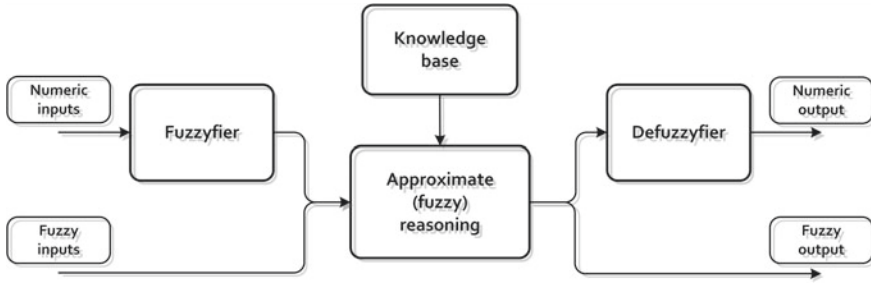 Knowledge
base
Numeric
inputs
Fuzzyfier
Defuzzyfier
Numeric
output
Approximate
(fuzzy)
reasoning
Fuzzy
inputs
Fuzzy
output